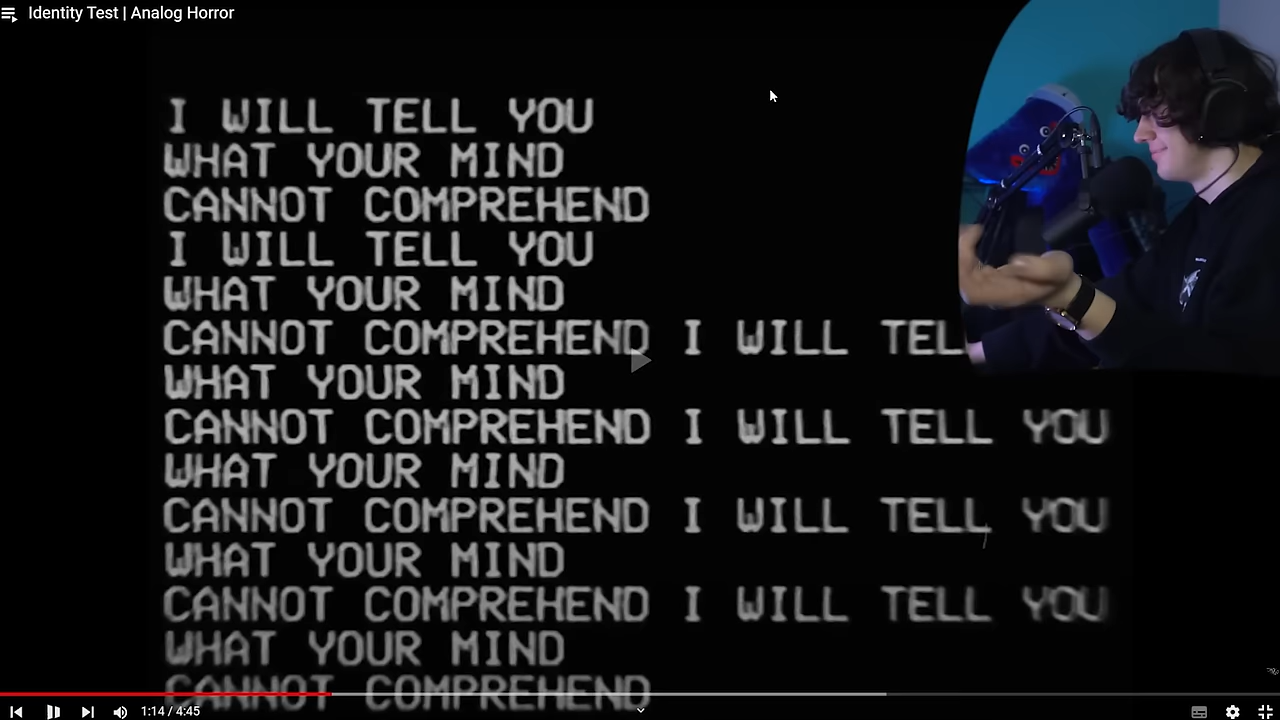 Identity Test | Analog Horror
I WILL TELL YOU
WHAT YOUR MIND
CANNOT COMPREHEND
I WILL TELL YOU
WHAT YOUR MIND
CANNOT COMPREHEND I WILL TEL
WHAT YOUR MIND
CANNOT COMPREHEND I WILL TELL YOU
WHAT YOUR MIND
CANNOT COMPREHEND I WILL TELL YOU
WHAT YOUR MIND
CANNOT COMPREHEND I WILL TELL YOU
WHAT YOUR MIND
CANNOT COMPREHEND
1:14 / 4:45